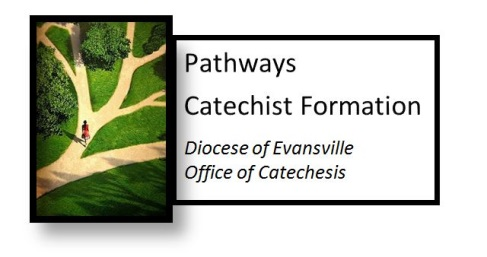 Pathways
Catechist Formation
Diocese of Evansville
Office of Catechesis